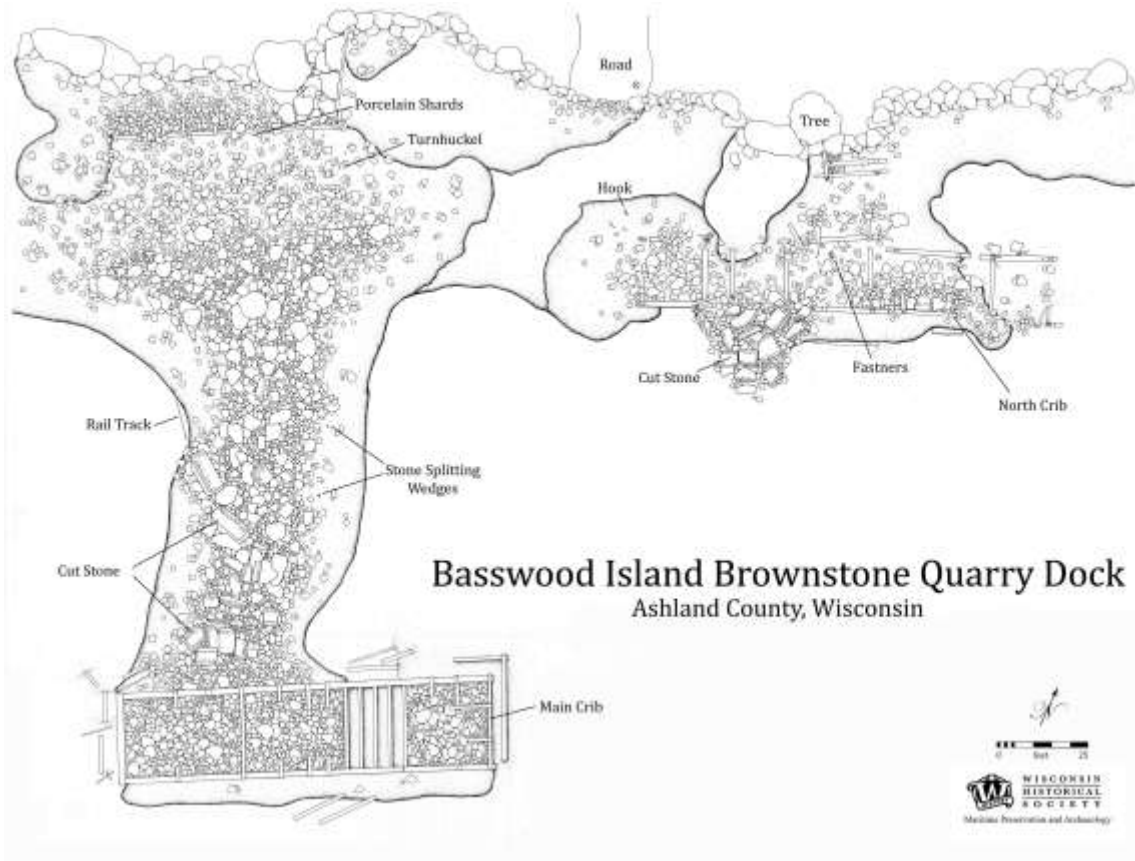 Road
Porcelain Shards
Tree
Turnhuckel
Hook
Cut Stone
Fastners
North Crib
Rail Track
Stone Splitting
Wedges
Cut Stone
Basswood Island Brownstone Quarry Dock
Ashland County, Wisconsin
Main Crib
N
0 feet 25
W
WISCONSIN
HISTORICAL
SOCIETY
Maritime Preservation and Archaeology